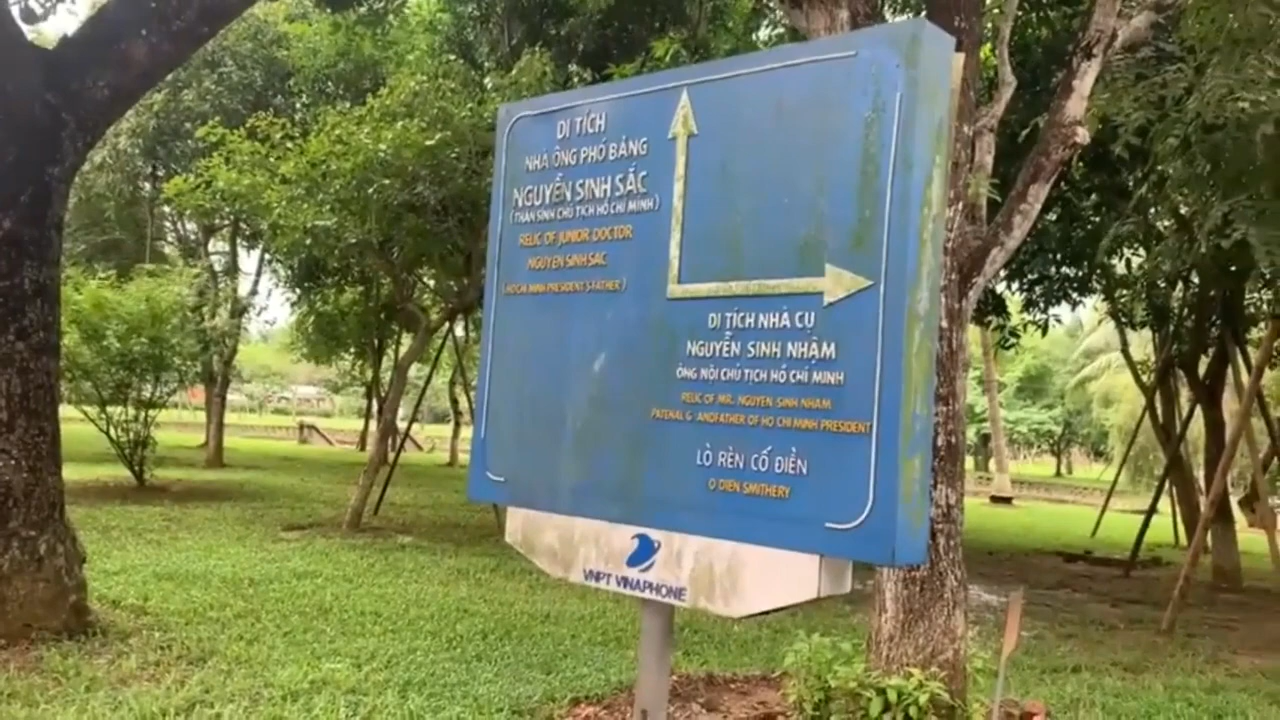 DI TÍCH
NHÀ ÔNG PHÓ BẢNG
NGUYỄN SINH SẮC
(THÂN SINH CHỦ TỊCH HỒ CHÍ MINH)
RELIC OF JUNIOR DOCTOR
NGUYEN SINH SAC
(HO CHI MINH PRESIDENT'S FATHER)
DI TÍCH NHÀ CỤ
NGUYỄN SINH NHẬM
ÔNG NỘI CHỦ TỊCH HỒ CHÍ MINH
RELIC OF MR. NGUYEN SINH NHAM
PATENAL G ANDFATHER OF HO CHI MINH PRESIDENT
LÒ RÈN CỐ ĐIỀN
O DIEN SMITHERY
VNPT VINAPHONE